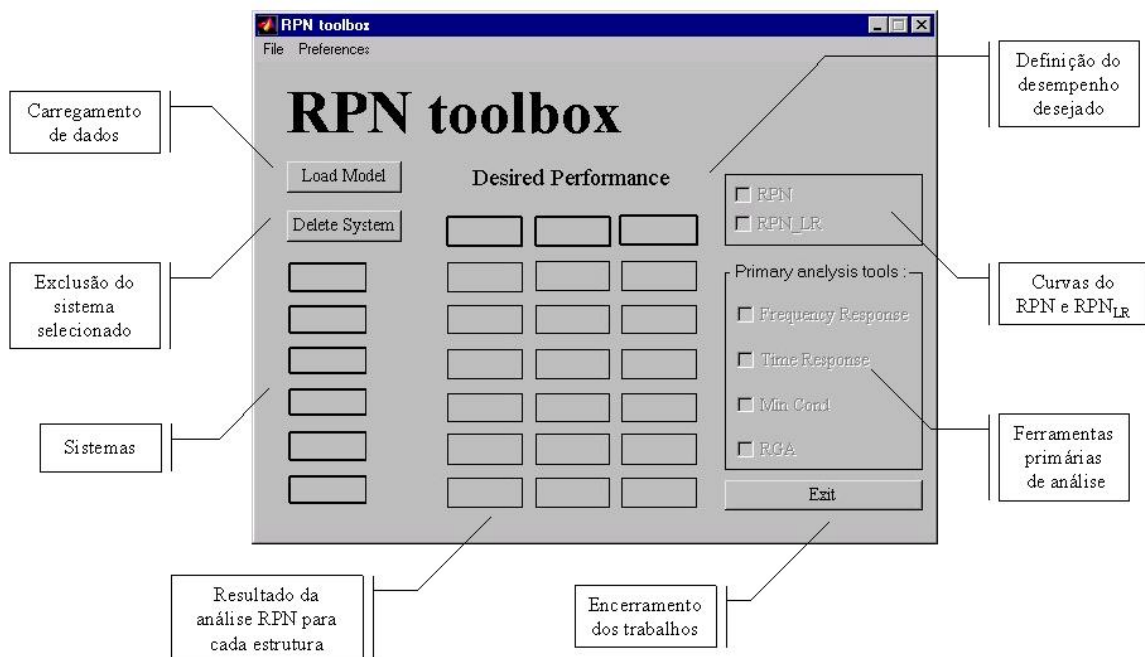 RPN toolbox
File Preferences
RPN toolbox
Load Model
Delete System
Desired Performance
RPN
RPN_LR
Primary analysis tools :
Frequency Response
Time Response
Min Cond
RGA
Exit
Carregamento
de dados
Exclusão do
sistema
selecionado
Sistemas
Resultado da
análise RPN para
cada estrutura
Encerramento
dos trabalhos
Definição do
desempenho
desejado
Curvas do
RPN e RPN_LR
Ferramentas
primárias
de análise